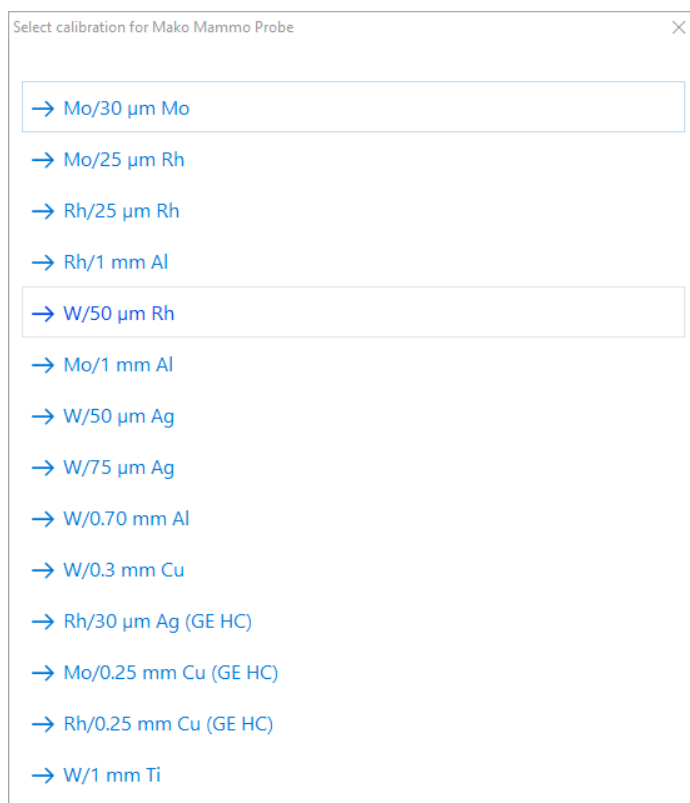 Select calibration for Mako Mammo Probe
→ Mo/30 µm Mo
→ Mo/25 µm Rh
→ Rh/25 µm Rh
→ Rh/1 mm Al
→ W/50 µm Rh
→ Mo/1 mm Al
→ W/50 µm Ag
→ W/75 µm Ag
→ W/0.70 mm Al
→ W/0.3 mm Cu
→ Rh/30 µm Ag (GE HC)
→ Mo/0.25 mm Cu (GE HC)
→ Rh/0.25 mm Cu (GE HC)
→ W/1 mm Ti